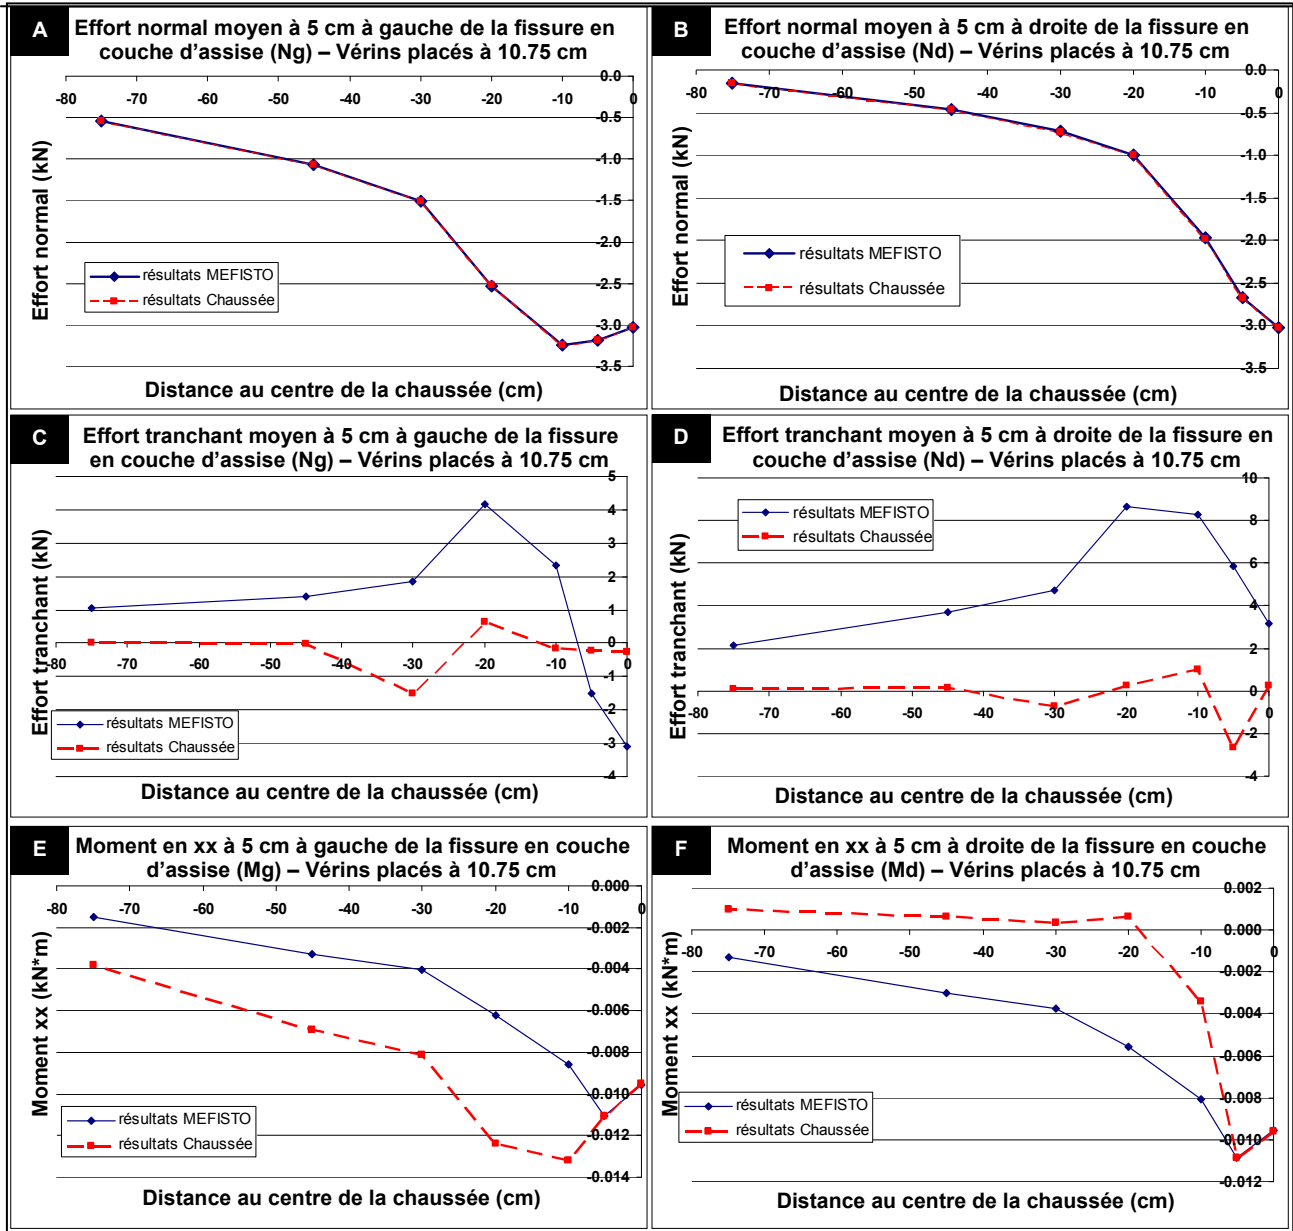 A
Effort normal moyen à 5 cm à gauche de la fissure en
couche d'assise (Ng) – Vérins placés à 10.75 cm
0.0
-80 -70 -60 -50 -40 -30 -20 -10 0
-0.5
-1.0
-1.5
-2.0
-2.5
-3.0
-3.5
Effort normal (kN)
résultats MEFISTO
résultats Chaussée
Distance au centre de la chaussée (cm)
B
Effort normal moyen à 5 cm à droite de la fissure en
couche d'assise (Nd) – Vérins placés à 10.75 cm
0.0
-80 -70 -60 -50 -40 -30 -20 -10 0
-0.5
-1.0
-1.5
-2.0
-2.5
-3.0
-3.5
Effort normal (kN)
résultats MEFISTO
résultats Chaussée
Distance au centre de la chaussée (cm)
C
Effort tranchant moyen à 5 cm à gauche de la fissure
en couche d'assise (Ng) – Vérins placés à 10.75 cm
5
4
3
2
1
0
-80 -70 -60 -50 -40 -30 -20 -10 0
-1
-2
-3
-4
Effort tranchant (kN)
résultats MEFISTO
résultats Chaussée
Distance au centre de la chaussée (cm)
D
Effort tranchant moyen à 5 cm à droite de la fissure en
couche d'assise (Nd) – Vérins placés à 10.75 cm
10
8
6
4
2
0
-80 -70 -60 -50 -40 -30 -20 -10 0
-2
-4
Effort tranchant (kN)
résultats MEFISTO
résultats Chaussée
Distance au centre de la chaussée (cm)
E
Moment en xx à 5 cm à gauche de la fissure en couche
d'assise (Mg) – Vérins placés à 10.75 cm
0.000
-80 -70 -60 -50 -40 -30 -20 -10 0
-0.002
-0.004
-0.006
-0.008
-0.010
-0.012
-0.014
Moment xx (kN*m)
résultats MEFISTO
résultats Chaussée
Distance au centre de la chaussée (cm)
F
Moment en xx à 5 cm à droite de la fissure en couche
d'assise (Md) – Vérins placés à 10.75 cm
0.002
0.000
-80 -70 -60 -50 -40 -30 -20 -10 0
-0.002
-0.004
-0.006
-0.008
-0.010
-0.012
Moment xx (kN*m)
résultats MEFISTO
résultats Chaussée
Distance au centre de la chaussée (cm)